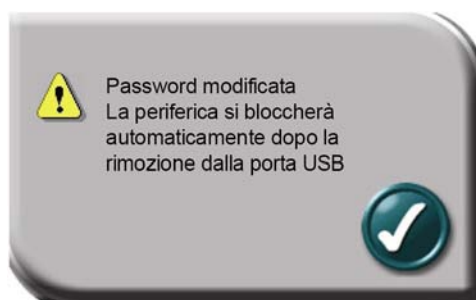 Password modificata
La periferica si bloccherà
automaticamente dopo la
rimozione dalla porta USB